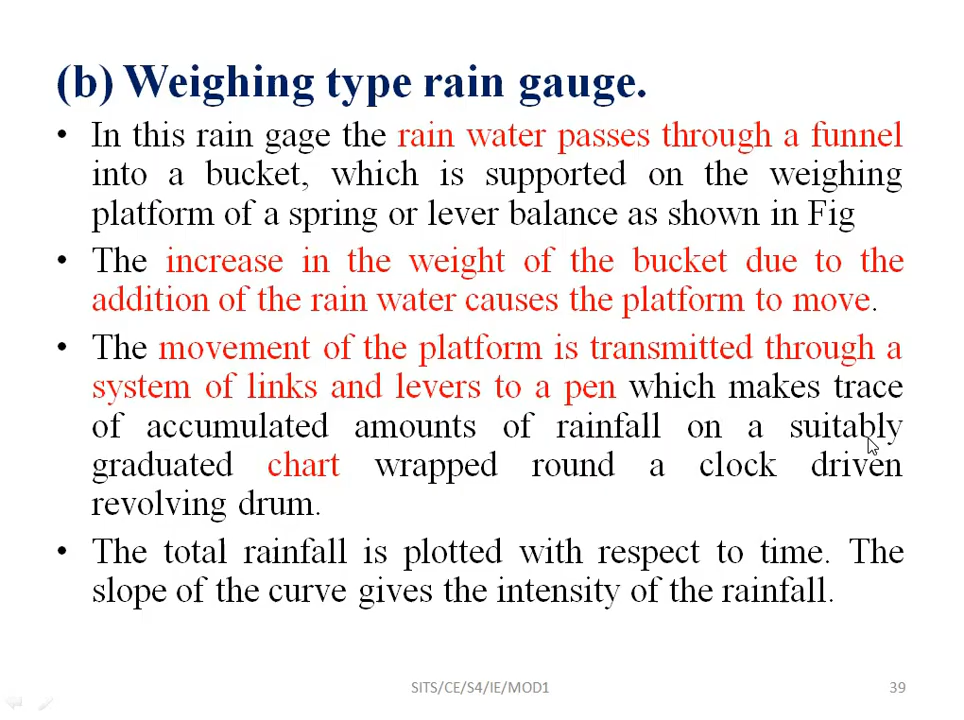 (b) Weighing type rain gauge.
• In this rain gage the rain water passes through a funnel
into a bucket, which is supported on the weighing
platform of a spring or lever balance as shown in Fig
• The increase in the weight of the bucket due to the
addition of the rain water causes the platform to move.
• The movement of the platform is transmitted through a
system of links and levers to a pen which makes trace
of accumulated amounts of rainfall on a suitably
graduated chart wrapped round a clock driven
revolving drum.
• The total rainfall is plotted with respect to time. The
slope of the curve gives the intensity of the rainfall.
SITS/CE/S4/IE/MOD1
39